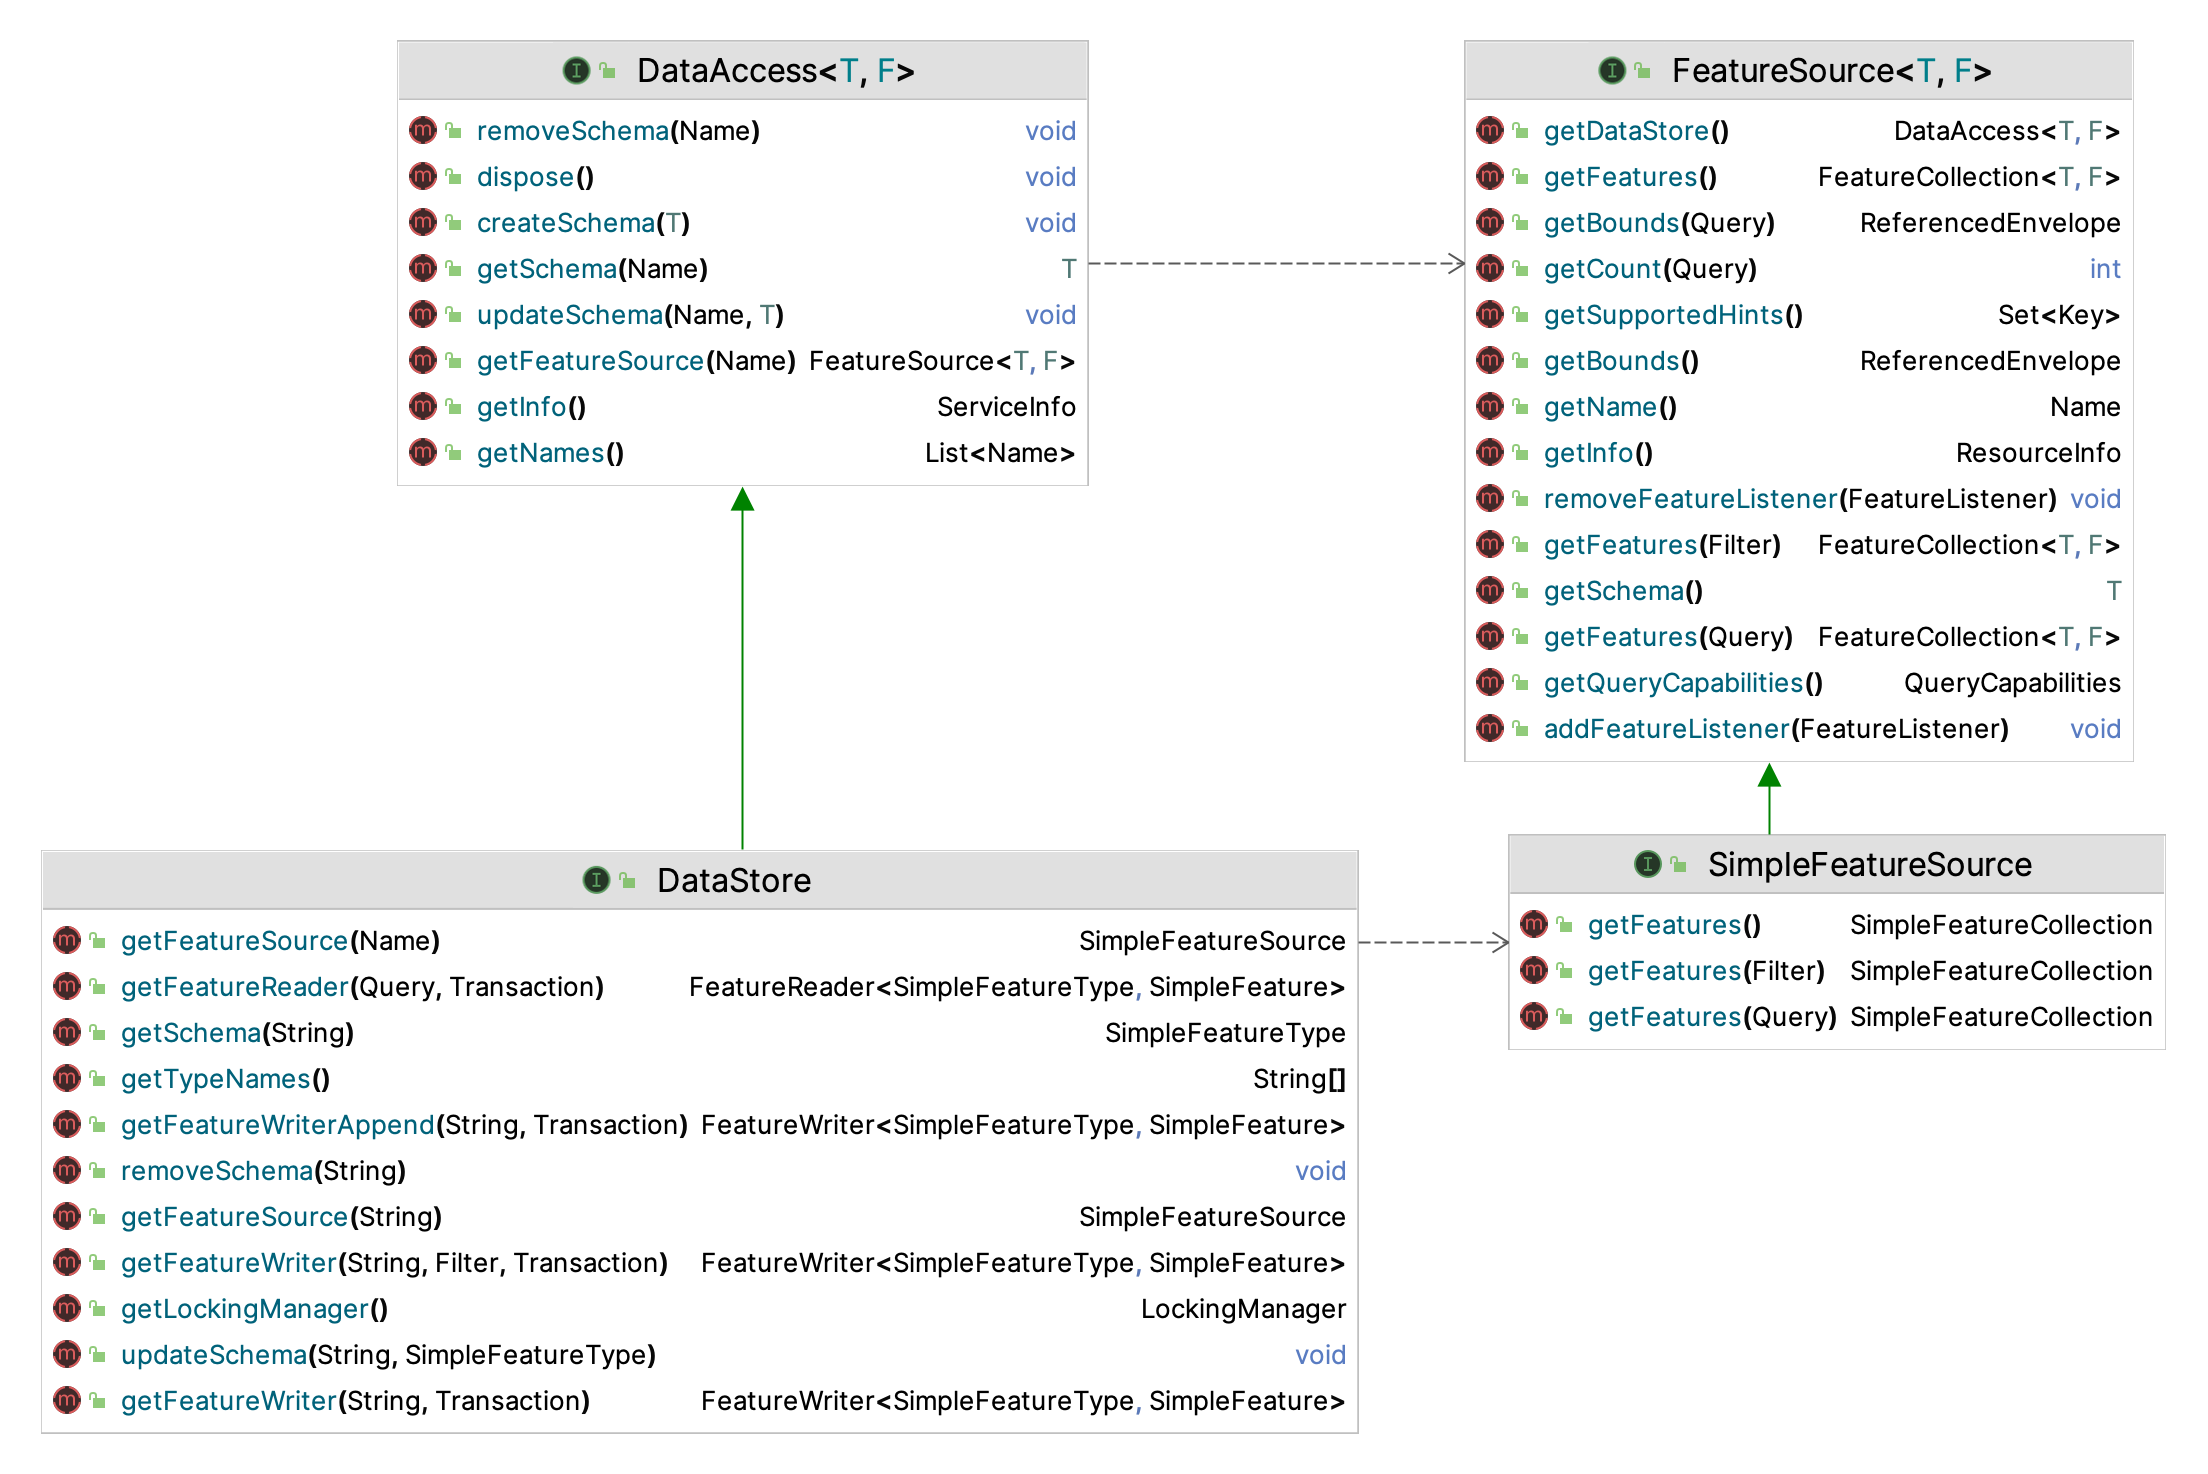 DataAccess<T, F>
removeSchema(Name) void
dispose() void
createSchema(T) void
getSchema(Name) T
updateSchema(Name, T) void
getFeatureSource(Name) FeatureSource<T, F>
getInfo() ServiceInfo
getNames() List<Name>
FeatureSource<T, F>
getDataStore() DataAccess<T, F>
getFeatures() FeatureCollection<T, F>
getBounds(Query) ReferencedEnvelope
getCount(Query) int
getSupportedHints() Set<Key>
getBounds() ReferencedEnvelope
getName() Name
getInfo() ResourceInfo
removeFeatureListener(FeatureListener) void
getFeatures(Filter) FeatureCollection<T, F>
getSchema() T
getFeatures(Query) FeatureCollection<T, F>
getQueryCapabilities() QueryCapabilities
addFeatureListener(FeatureListener) void
DataStore
getFeatureSource(Name) SimpleFeatureSource
getFeatureReader(Query, Transaction) FeatureReader<SimpleFeatureType, SimpleFeature>
getSchema(String) SimpleFeatureType
getTypeNames() String[]
getFeatureWriterAppend(String, Transaction) FeatureWriter<SimpleFeatureType, SimpleFeature>
removeSchema(String) void
getFeatureSource(String) SimpleFeatureSource
getFeatureWriter(String, Filter, Transaction) FeatureWriter<SimpleFeatureType, SimpleFeature>
getLockingManager() LockingManager
updateSchema(String, SimpleFeatureType) void
getFeatureWriter(String, Transaction) FeatureWriter<SimpleFeatureType, SimpleFeature>
SimpleFeatureSource
getFeatures() SimpleFeatureCollection
getFeatures(Filter) SimpleFeatureCollection
getFeatures(Query) SimpleFeatureCollection